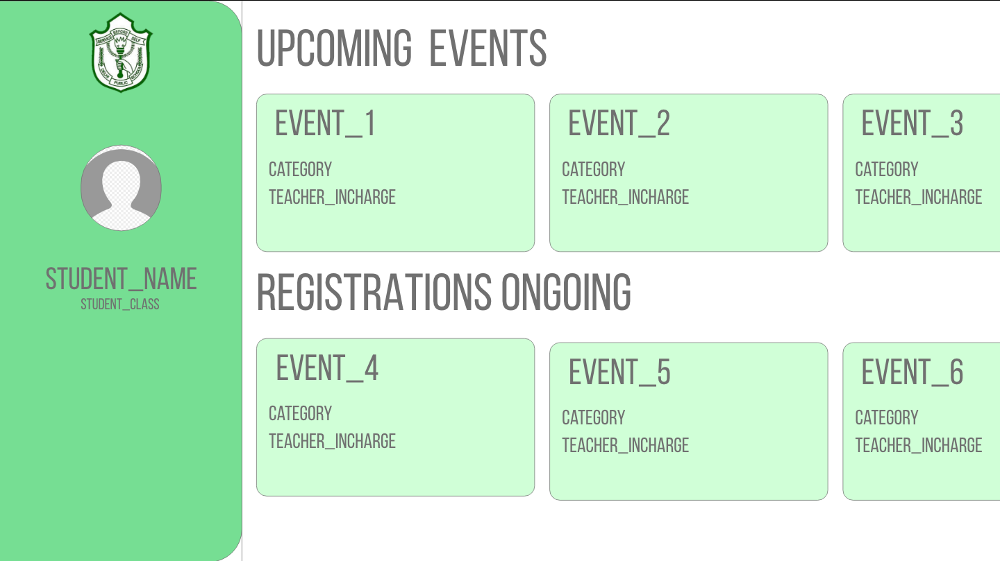 SERVICE BEFORE SELF
DELHI PUBLIC SCHOOL
STUDENT_NAME
STUDENT_CLASS
UPCOMING EVENTS
EVENT_1
CATEGORY
TEACHER_INCHARGE
EVENT_2
CATEGORY
TEACHER_INCHARGE
EVENT_3
CATEGORY
TEACHER_INCHARGE
REGISTRATIONS ONGOING
EVENT_4
CATEGORY
TEACHER_INCHARGE
EVENT_5
CATEGORY
TEACHER_INCHARGE
EVENT_6
CATEGORY
TEACHER_INCHARGE